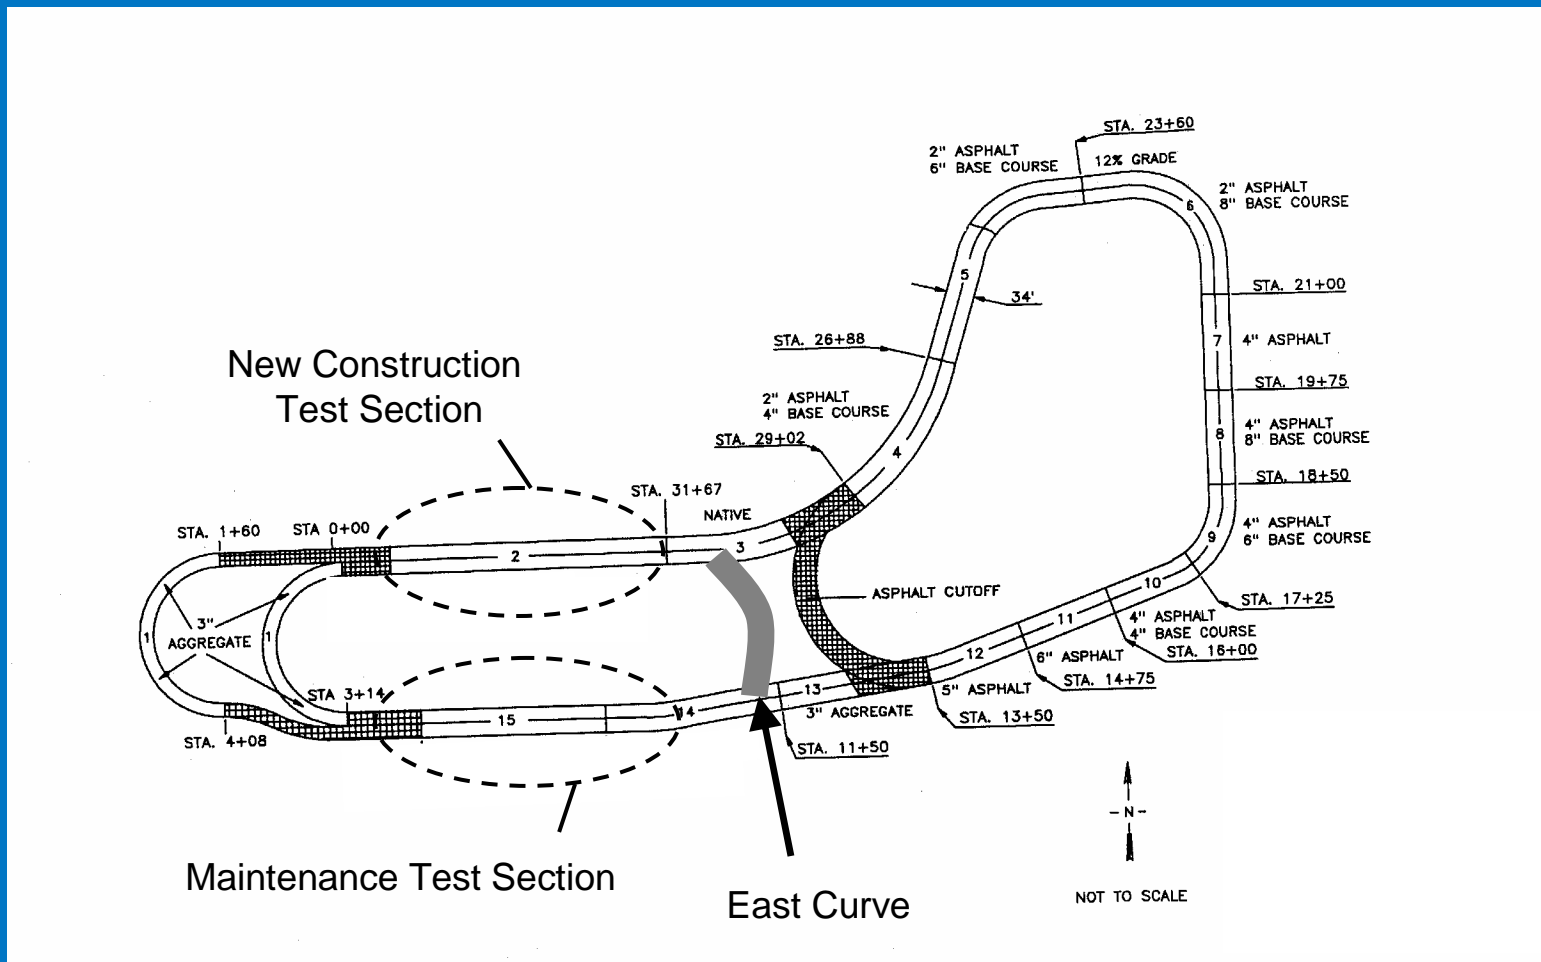 STA. 23+60
2" ASPHALT
6" BASE COURSE
12% GRADE
6
2" ASPHALT
8" BASE COURSE
5
34'
STA. 21+00
STA. 26+88
7
4" ASPHALT
New Construction
Test Section
STA. 19+75
2" ASPHALT
4" BASE COURSE
STA. 29+02
4
8
4" ASPHALT
8" BASE COURSE
STA. 18+50
STA. 31+67
NATIVE
STA. 1+60
STA 0+00
2
3
9
4" ASPHALT
6" BASE COURSE
ASPHALT CUTOFF
10
STA. 17+25
1
3"
AGGREGATE
1
11
4" ASPHALT
4" BASE COURSE
STA. 16+00
12
6" ASPHALT
STA. 14+75
STA 3+14
13
5" ASPHALT
3" AGGREGATE
STA. 13+50
15
14
STA. 4+08
STA. 11+50
Maintenance Test Section
East Curve
N
NOT TO SCALE